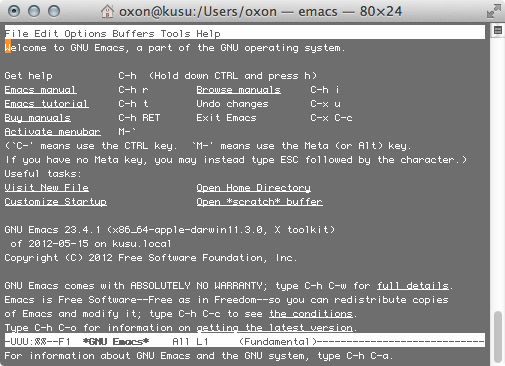 oxon@kusu:/Users/oxon — emacs — 80×24
File Edit Options Buffers Tools Help
Welcome to GNU Emacs, a part of the GNU operating system.
Get help C-h (Hold down CTRL and press h)
Emacs manual C-h r Browse manuals C-h i
Emacs tutorial C-h t Undo changes C-x u
Buy manuals C-h RET Exit Emacs C-x C-c
Activate menubar M-`
(`C-' means use the CTRL key. `M-' means use the Meta (or Alt) key.
If you have no Meta key, you may instead type ESC followed by the character.)
Useful tasks:
Visit New File Open Home Directory
Customize Startup Open *scratch* buffer
GNU Emacs 23.4.1 (x86_64-apple-darwin11.3.0, X toolkit)
of 2012-05-15 on kusu.local
Copyright (C) 2012 Free Software Foundation, Inc.
GNU Emacs comes with ABSOLUTELY NO WARRANTY; type C-h C-w for full details.
Emacs is Free Software--Free as in Freedom--so you can redistribute copies
of Emacs and modify it; type C-h C-c to see the conditions.
Type C-h C-o for information on getting the latest version.
-UUU:%%--F1 *GNU Emacs* All L1 (Fundamental)----------------------------
For information about GNU Emacs and the GNU system, type C-h C-a.